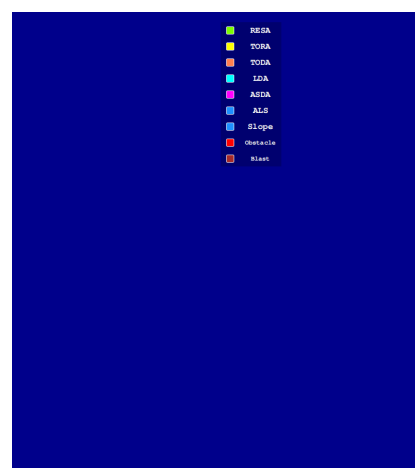 RESA
TORA
TODA
LDA
ASDA
ALS
Slope
Obstacle
Blast